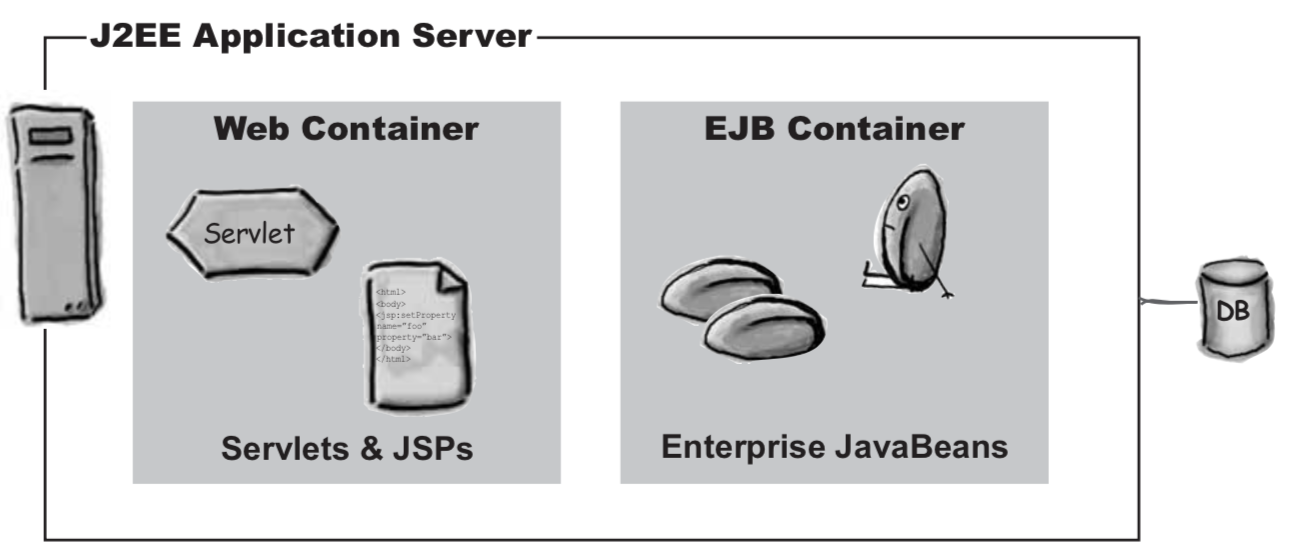 J2EE Application Server
Web Container
EJB Container
Servlet
<html>
<body>
<jsp:setProperty
name="foo"
property="bar">
</body>
</html>
DB
Servlets & JSPs
Enterprise JavaBeans